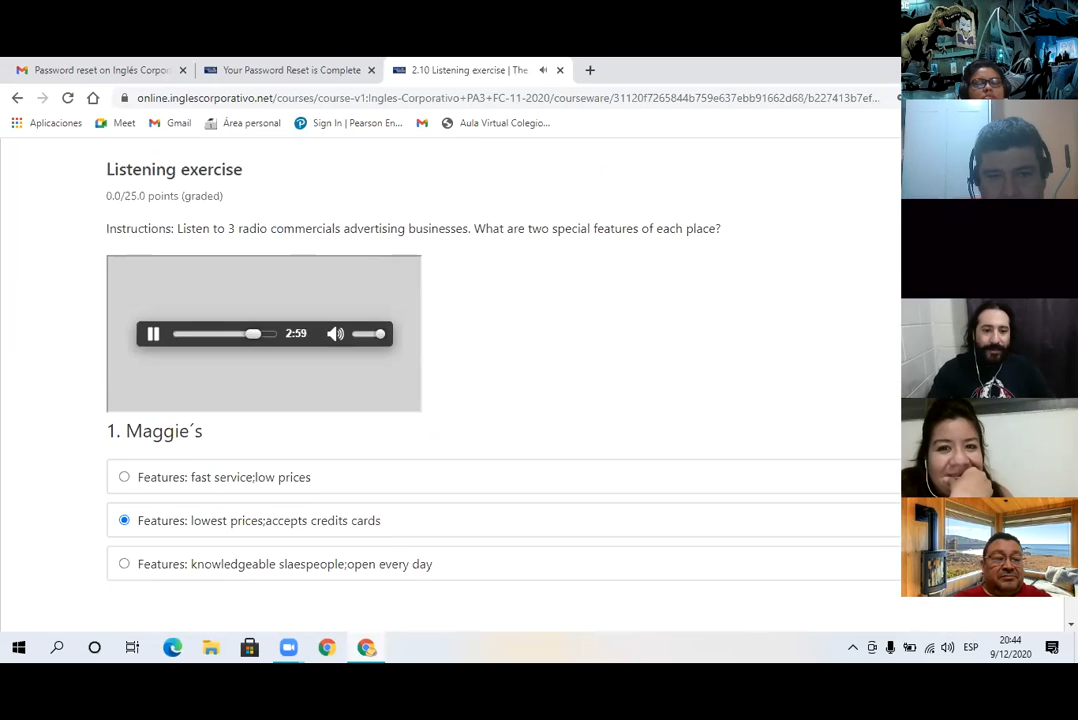 Password reset on Inglés Corpor
Your Password Reset is Complete
2.10 Listening exercise | The
online.inglescorporativo.net/courses/course-v1:Ingles-Corporativo+PA3+FC-11-2020/courseware/31120f7265844b759e637ebb91662d68/b227413b7ef...
Aplicaciones
Meet
Gmail
Área personal
Sign In | Pearson En...
Aula Virtual Colegio...
Listening exercise
0.0/25.0 points (graded)
Instructions: Listen to 3 radio commercials advertising businesses. What are two special features of each place?
2:59
1. Maggie´s
Features: fast service;low prices
Features: lowest prices;accepts credits cards
Features: knowledgeable slaespeople;open every day
ESP
20:44
9/12/2020